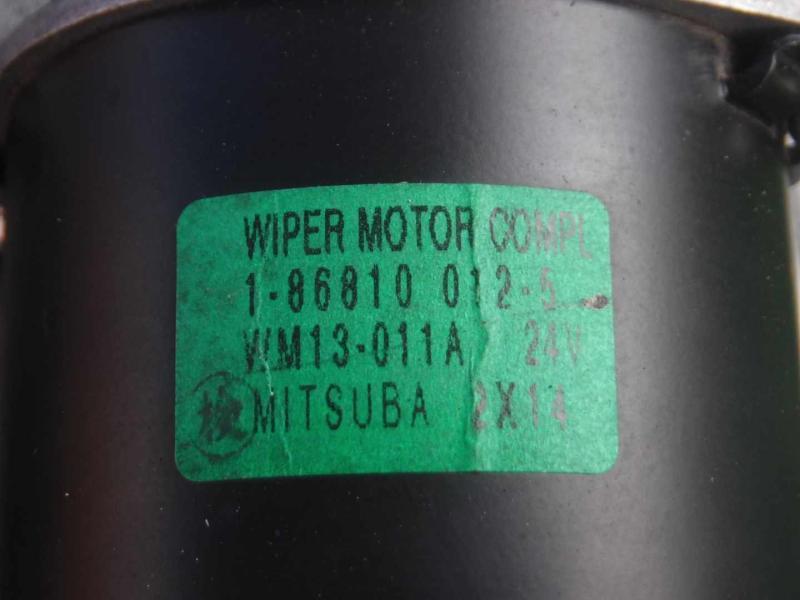 WIPER MOTOR COMPL
1-86810 012-5
WM13-011A 24V
検 MITSUBA 2X14